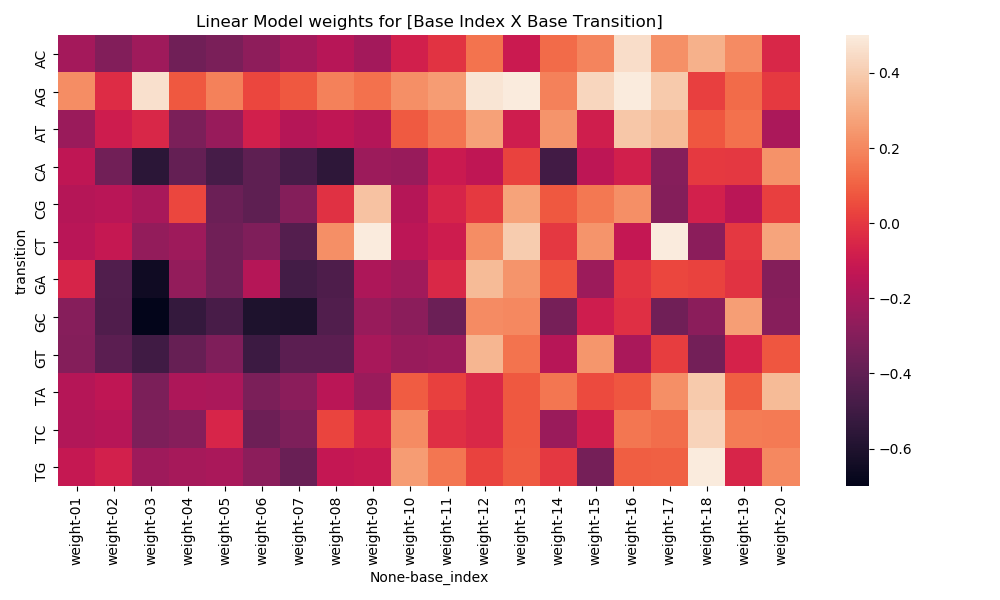 Linear Model weights for [Base Index X Base Transition]
transition
AC
AG
AT
CA
CG
CT
GA
GC
GT
TA
TC
TG
weight-01
weight-02
weight-03
weight-04
weight-05
weight-06
weight-07
weight-08
weight-09
weight-10
weight-11
weight-12
weight-13
weight-14
weight-15
weight-16
weight-17
weight-18
weight-19
weight-20
None-base_index
0.4
0.2
0.0
−0.2
−0.4
−0.6